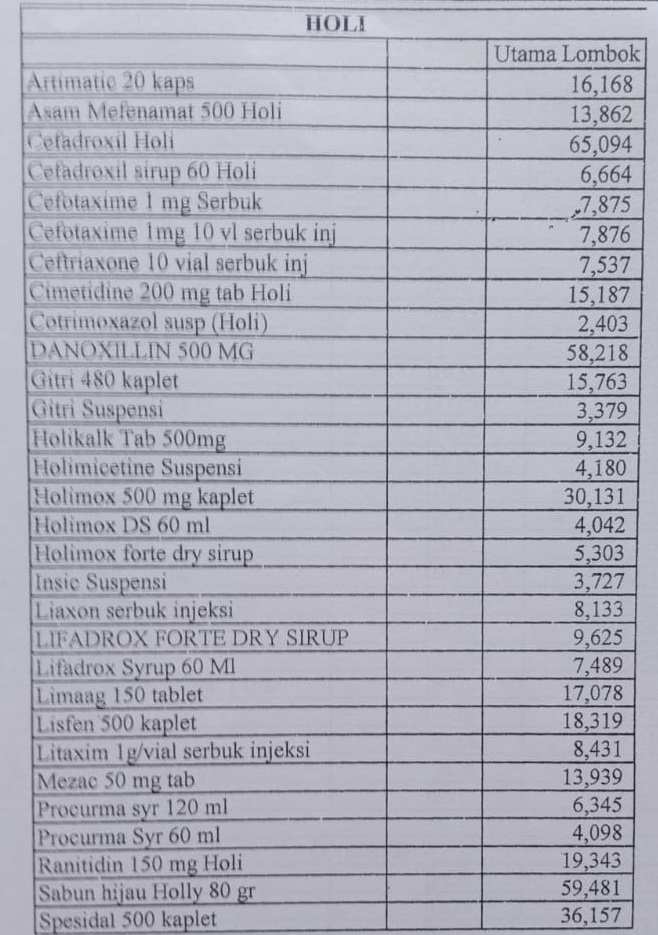 HOLI
Utama Lombok
Artimatic 20 kaps 16,168
Asam Mefenamat 500 Holi 13,862
Cefadroxil Holi 65,094
Cefadroxil sirup 60 Holi 6,664
Cefotaxime 1 mg Serbuk 7,875
Cefotaxime 1mg 10 vl serbuk inj 7,876
Ceftriaxone 10 vial serbuk inj 7,537
Cimetidine 200 mg tab Holi 15,187
Cotrimoxazol susp (Holi) 2,403
DANOXILLIN 500 MG 58,218
Gitri 480 kaplet 15,763
Gitri Suspensi 3,379
Holikalk Tab 500mg 9,132
Holimicetine Suspensi 4,180
Holimox 500 mg kaplet 30,131
Holimox DS 60 ml 4,042
Holimox forte dry sirup 5,303
Insic Suspensi 3,727
Liaxon serbuk injeksi 8,133
LIFADROX FORTE DRY SIRUP 9,625
Lifadrox Syrup 60 Ml 7,489
Limaag 150 tablet 17,078
Lisfen 500 kaplet 18,319
Litaxim 1g/vial serbuk injeksi 8,431
Mezac 50 mg tab 13,939
Procurma syr 120 ml 6,345
Procurma Syr 60 ml 4,098
Ranitidin 150 mg Holi 19,343
Sabun hijau Holly 80 gr 59,481
Spesidal 500 kaplet 36,157